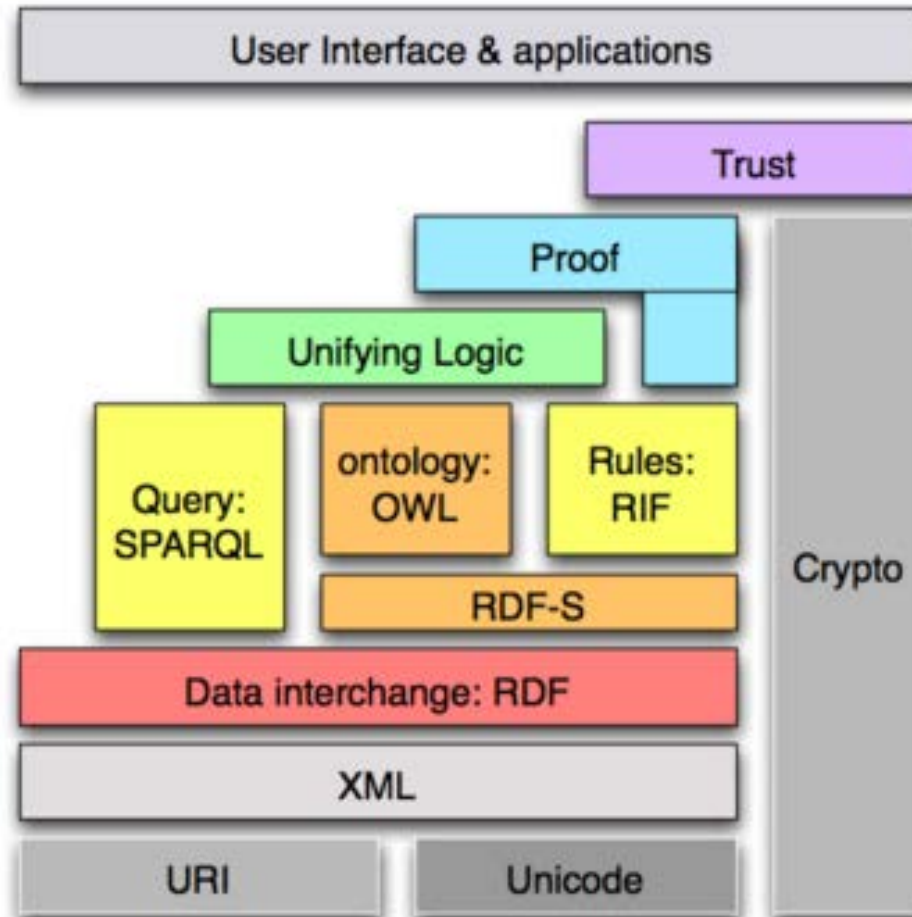 User Interface & applications
Trust
Proof
Unifying Logic
Query:
SPARQL
ontology:
OWL
Rules:
RIF
Crypto
RDF-S
Data interchange: RDF
XML
URI
Unicode